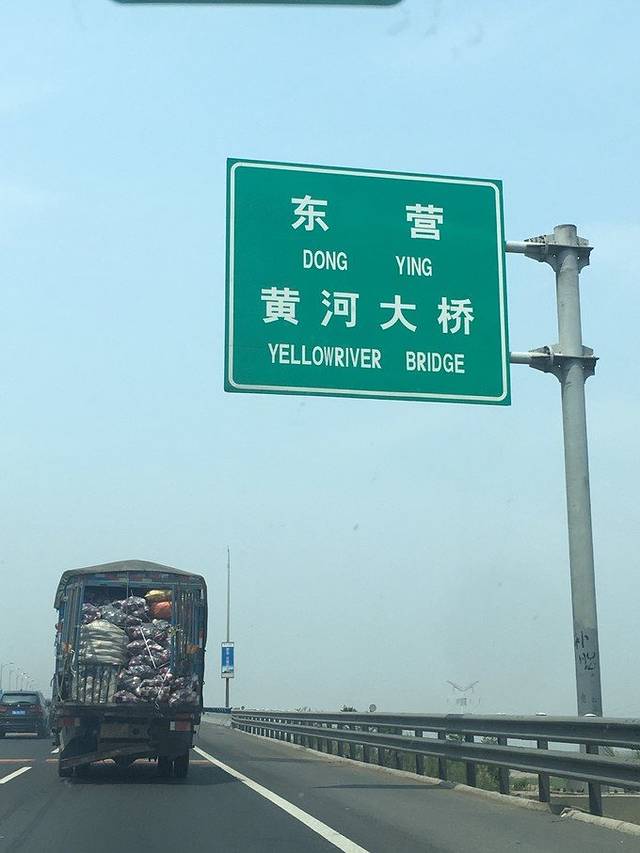 东 营
DONG YING
黄 河 大 桥
YELLOWRIVER BRIDGE